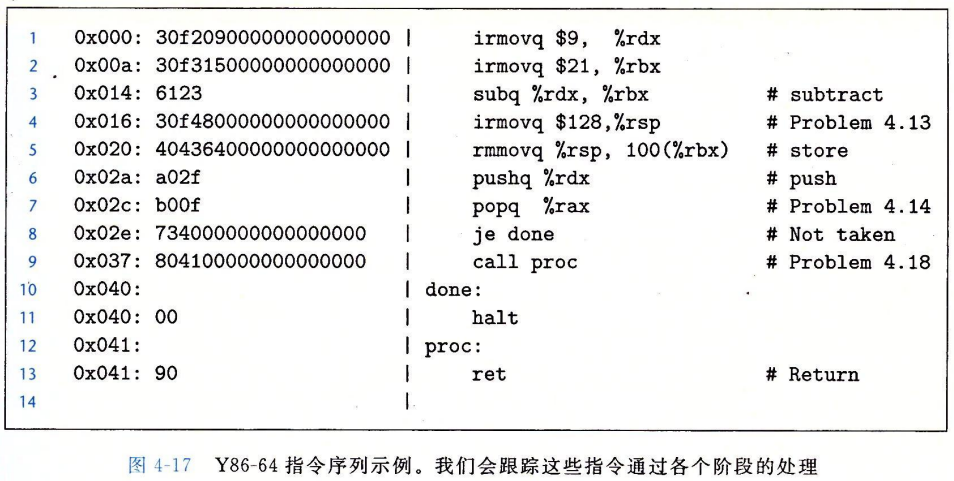 1 0x000: 30f20900000000000000 | irmovq $9, %rdx
2 0x00a: 30f31500000000000000 | irmovq $21, %rbx
3 0x014: 6123 | subq %rdx, %rbx # subtract
4 0x016: 30f48000000000000000 | irmovq $128,%rsp # Problem 4.13
5 0x020: 40436400000000000000 | rmmovq %rsp, 100(%rbx) # store
6 0x02a: a02f | pushq %rdx # push
7 0x02c: b00f | popq %rax # Problem 4.14
8 0x02e: 734000000000000000 | je done # Not taken
9 0x037: 804100000000000000 | call proc # Problem 4.18
10 0x040: | done:
11 0x040: 00 | halt
12 0x041: | proc:
13 0x041: 90 | ret # Return
14 |
图 4-17 Y86-64 指令序列示例。我们会跟踪这些指令通过各个阶段的处理